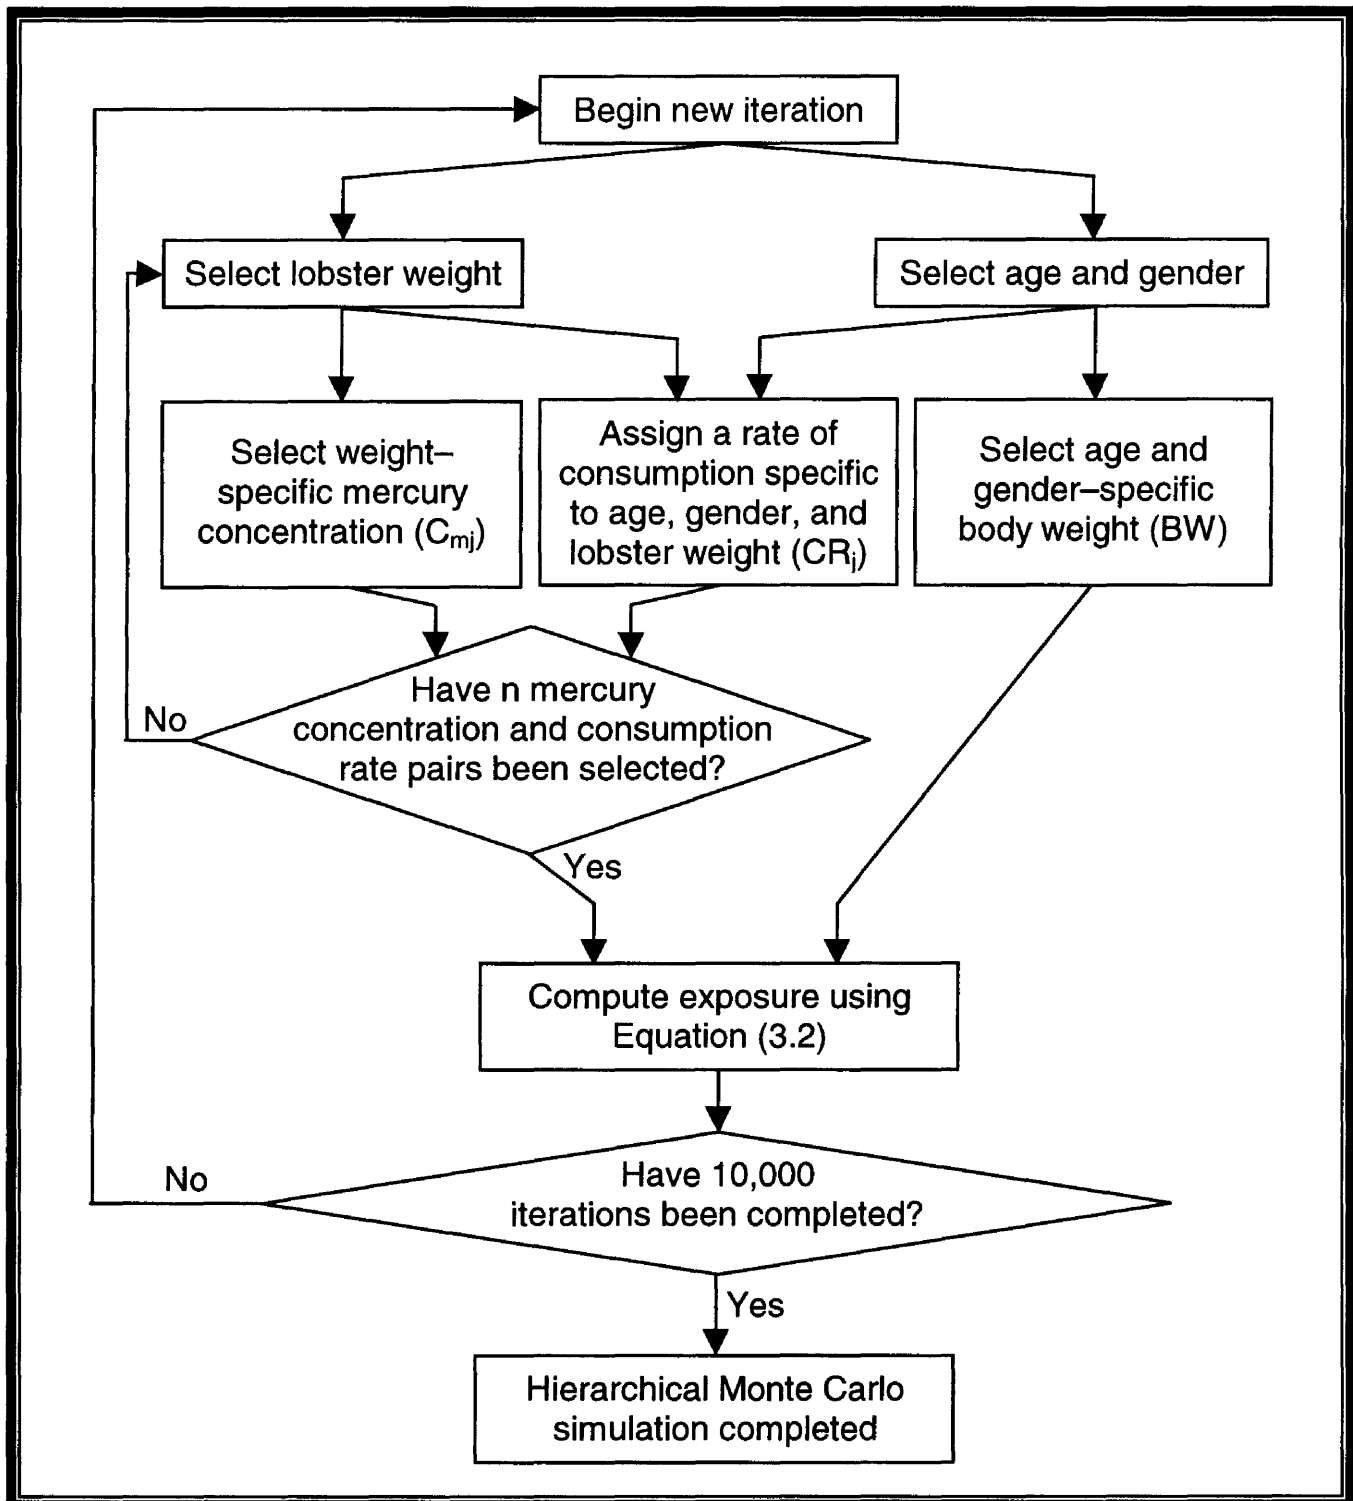 Begin new iteration
Select lobster weight
Select age and gender
Select weight–
specific mercury
concentration (Cmj)
Assign a rate of
consumption specific
to age, gender, and
lobster weight (CRj)
Select age and
gender–specific
body weight (BW)
Have n mercury
concentration and consumption
rate pairs been selected?
No
Yes
Compute exposure using
Equation (3.2)
Have 10,000
iterations been completed?
No
Yes
Hierarchical Monte Carlo
simulation completed